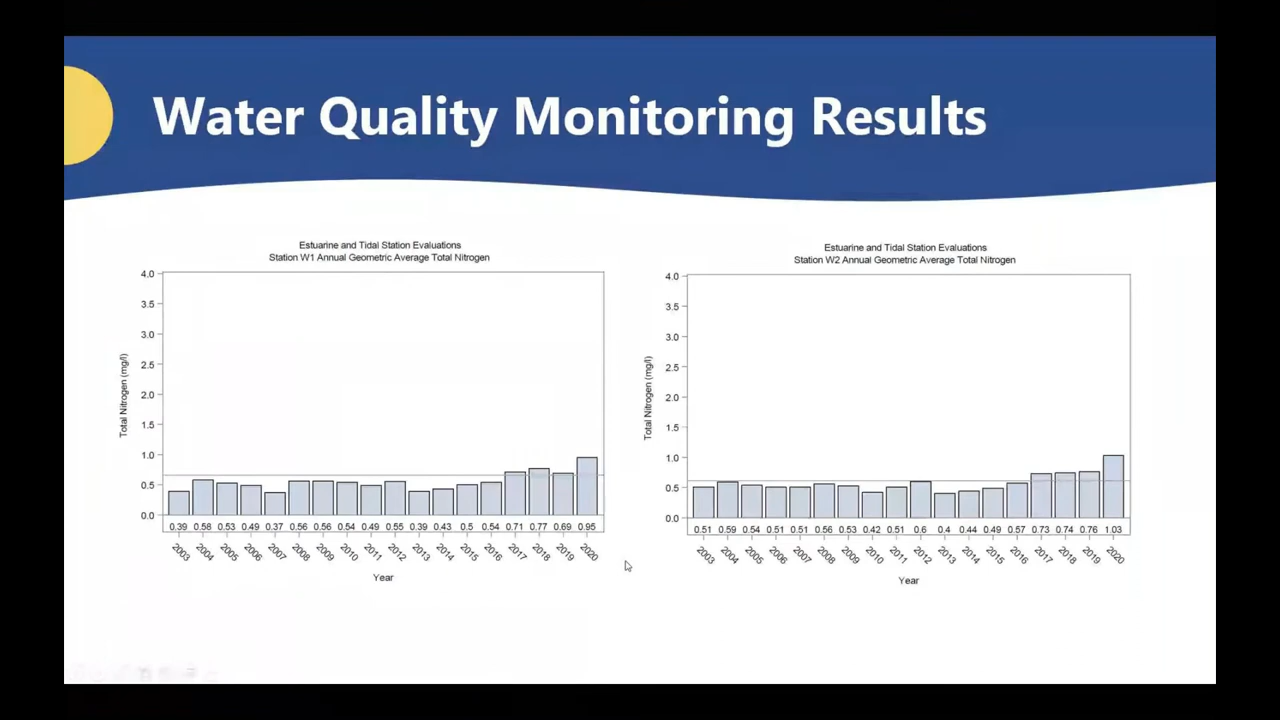 Water Quality Monitoring Results
Estuarine and Tidal Station Evaluations
Station W1 Annual Geometric Average Total Nitrogen
4.0
3.5
3.0
2.5
2.0
1.5
1.0
0.5
0.0
Total Nitrogen (mg/l)
0.39 0.58 0.53 0.49 0.37 0.56 0.56 0.54 0.49 0.55 0.39 0.43 0.5 0.54 0.71 0.77 0.69 0.95
2003 2004 2005 2006 2007 2008 2009 2010 2011 2012 2013 2014 2015 2016 2017 2018 2019 2020
Year
Estuarine and Tidal Station Evaluations
Station W2 Annual Geometric Average Total Nitrogen
4.0
3.5
3.0
2.5
2.0
1.5
1.0
0.5
0.0
Total Nitrogen (mg/l)
0.51 0.59 0.54 0.51 0.51 0.56 0.53 0.42 0.51 0.6 0.4 0.44 0.49 0.57 0.73 0.74 0.76 1.03
2003 2004 2005 2006 2007 2008 2009 2010 2011 2012 2013 2014 2015 2016 2017 2018 2019 2020
Year